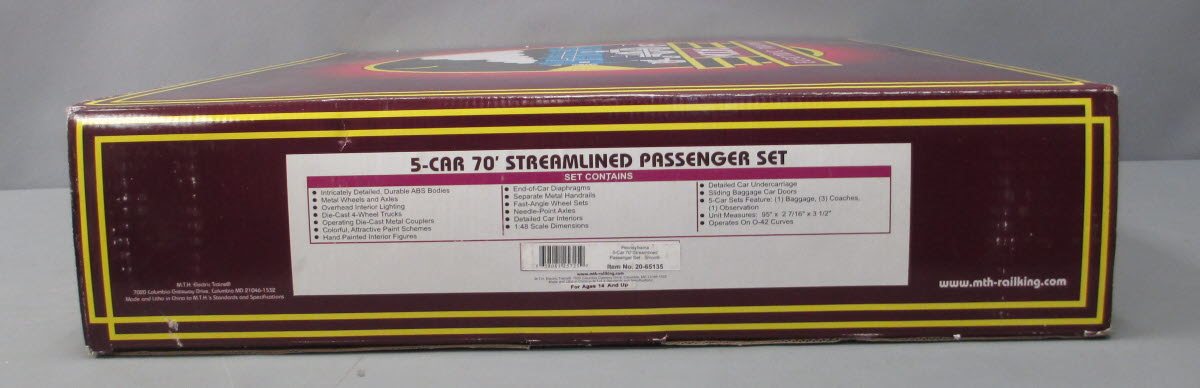 5-CAR 70' STREAMLINED PASSENGER SET
SET CONTAINS
• Intricately Detailed, Durable ABS Bodies
• Metal Wheels and Axles
• Overhead Interior Lighting
• Die-Cast 4-Wheel Trucks
• Operating Die-Cast Metal Couplers
• Colorful, Attractive Paint Schemes
• Hand Painted Interior Figures
• End-of-Car Diaphragms
• Separate Metal Handrails
• Fast-Angle Wheel Sets
• Needle-Point Axles
• Detailed Car Interiors
• 1:48 Scale Dimensions
• Detailed Car Undercarriage
• Sliding Baggage Car Doors
• 5-Car Sets Feature: (1) Baggage, (3) Coaches,
(1) Observation
• Unit Measures: 95" x 2 7/16" x 3 1/2"
• Operates On O-42 Curves
Pennsylvania
5-Car 70' Streamlined
Passenger Set - Smooth
Item No: 20-65135
www.mth-railking.com
For Ages 14 And Up
M.T.H. Electric Trains®
7020 Columbia Gateway Drive, Columbia MD 21046-1532
Made and Litho in China to M.T.H.'s Standards and Specifications
www.mth-railking.com